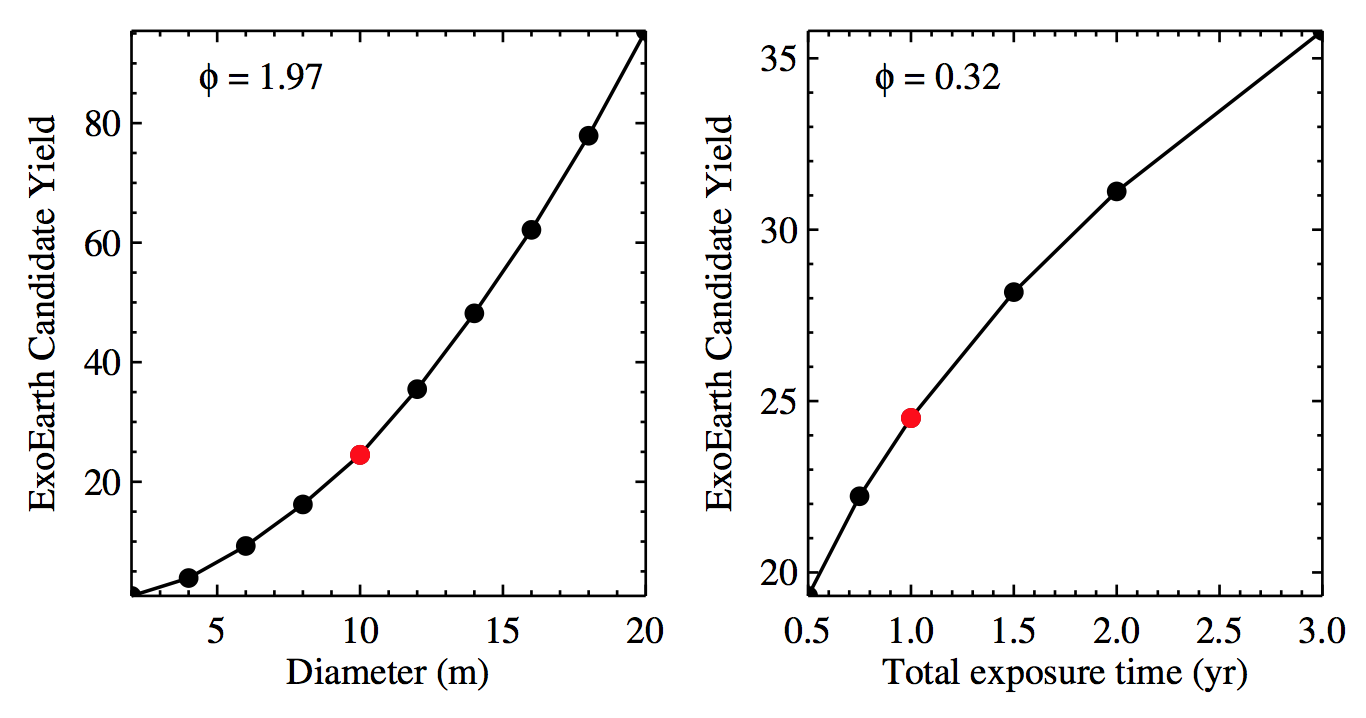 ϕ = 1.97
ExoEarth Candidate Yield
80
60
40
20
5 10 15 20
Diameter (m)
ϕ = 0.32
ExoEarth Candidate Yield
35
30
25
20
0.5 1.0 1.5 2.0 2.5 3.0
Total exposure time (yr)